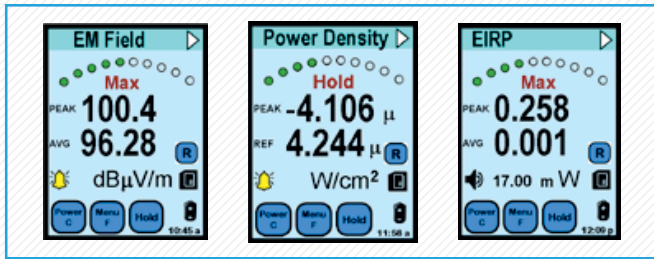 EM Field
Max
PEAK 100.4
AVG 96.28
R
dBµV/m
Power C
Menu F
Hold
10:45 a
Power Density
Hold
PEAK -4.106 µ
REF 4.244 µ
R
W/cm²
Power C
Menu F
Hold
11:58 a
EIRP
Max
PEAK 0.258
AVG 0.001
R
17.00 m W
Power C
Menu F
Hold
12:09 p